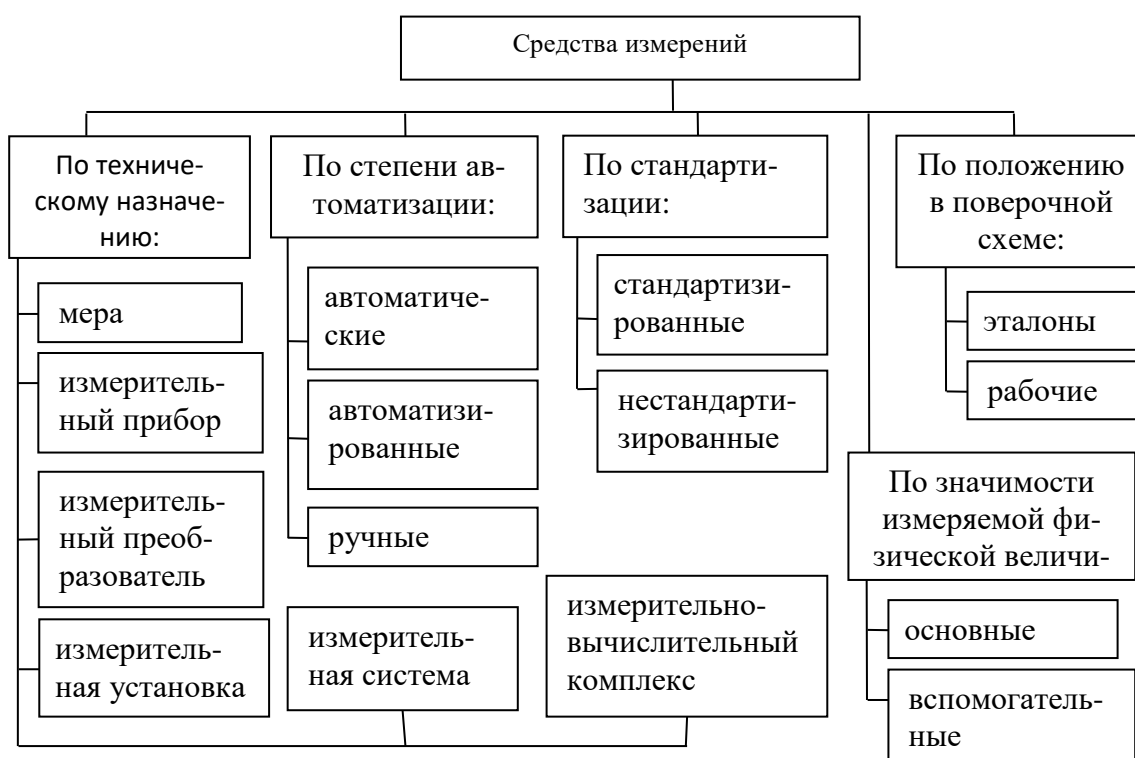 Средства измерений
По техниче-
скому назначе-
нию:
мера
измеритель-
ный прибор
измеритель-
ный преоб-
разователь
измеритель-
ная установка
измеритель-
ная система
измерительно-
вычислительный
комплекс
По степени ав-
томатизации:
автоматиче-
ские
автоматизи-
рованные
ручные
По стандарти-
зации:
стандартизи-
рованные
нестандарти-
зированные
По положению
в поверочной
схеме:
эталоны
рабочие
По значимости
измеряемой фи-
зической величи-
основные
вспомогатель-
ные